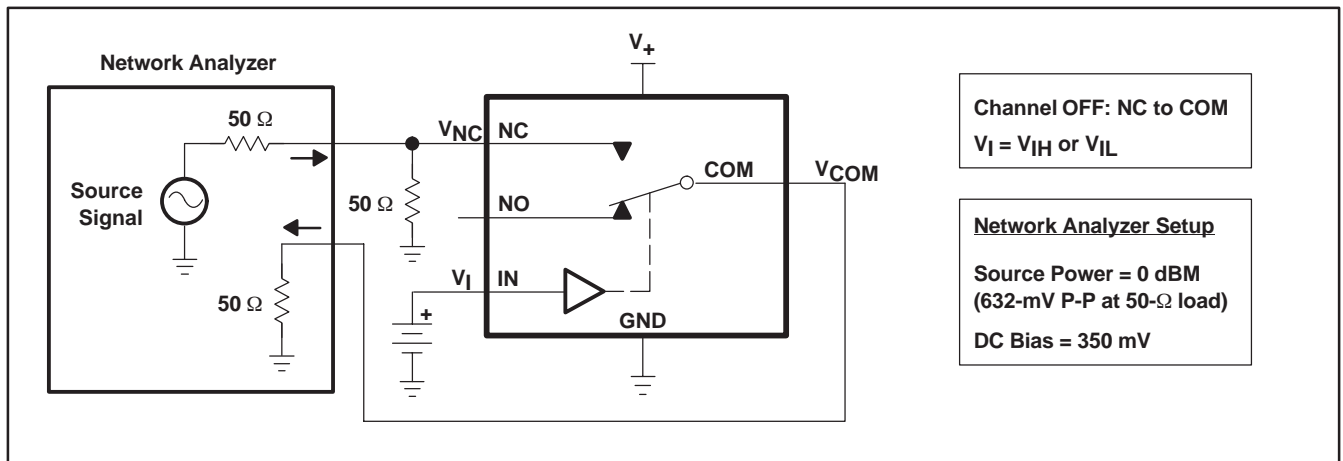 Network Analyzer
50 Ω
Source
Signal
50 Ω
50 Ω
V+
VNC NC
NO
COM
VCOM
VI IN
+
GND
Channel OFF: NC to COM
VI = VIH or VIL
Network Analyzer Setup
Source Power = 0 dBM
(632-mV P-P at 50-Ω load)
DC Bias = 350 mV